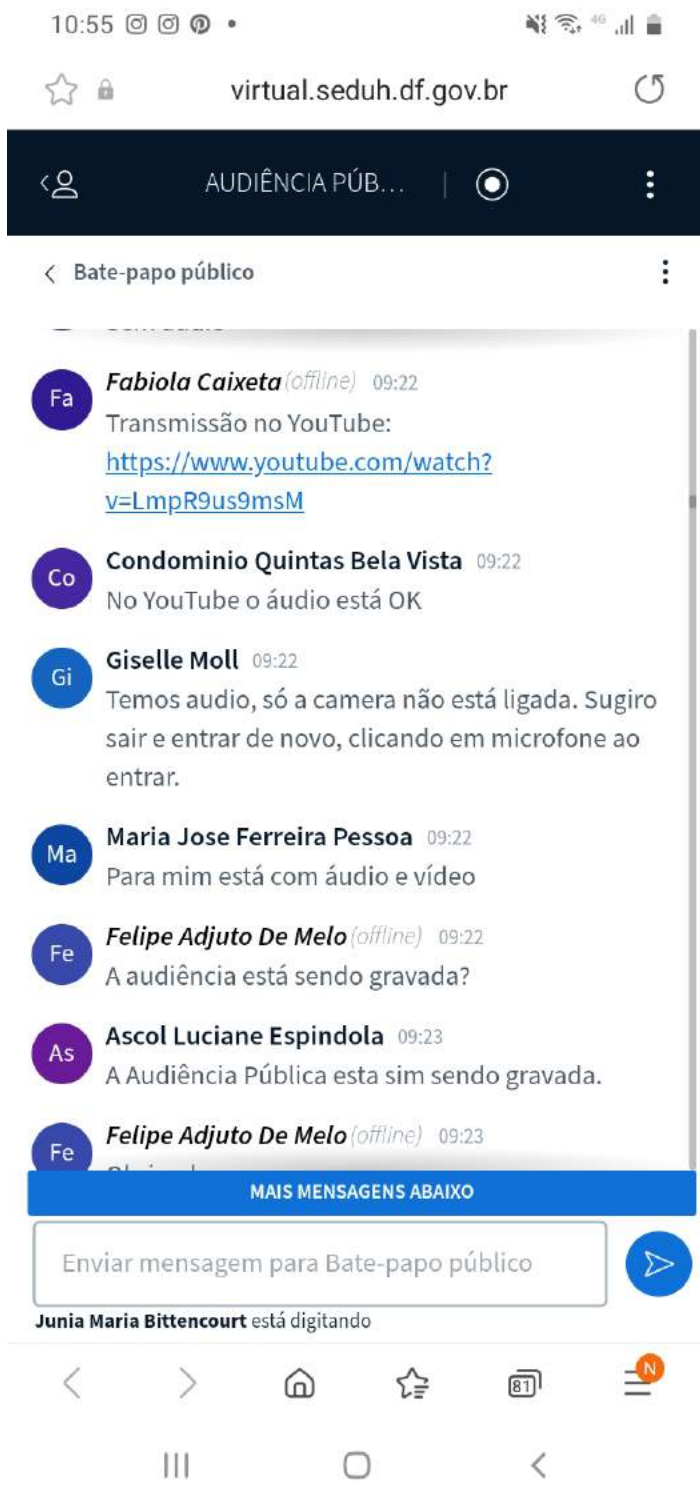 10:55
4G
virtual.seduh.df.gov.br
AUDIÊNCIA PÚB...
Bate-papo público
Fa
Fabiola Caixeta (offline) 09:22
Transmissão no YouTube:
https://www.youtube.com/watch?
v=LmpR9us9msM
Co
Condominio Quintas Bela Vista 09:22
No YouTube o áudio está OK
Gi
Giselle Moll 09:22
Temos audio, só a camera não está ligada. Sugiro
sair e entrar de novo, clicando em microfone ao
entrar.
Ma
Maria Jose Ferreira Pessoa 09:22
Para mim está com áudio e vídeo
Fe
Felipe Adjuto De Melo (offline) 09:22
A audiência está sendo gravada?
As
Ascol Luciane Espindola 09:23
A Audiência Pública esta sim sendo gravada.
Fe
Felipe Adjuto De Melo (offline) 09:23
MAIS MENSAGENS ABAIXO
Enviar mensagem para Bate-papo público
Junia Maria Bittencourt está digitando
81
N